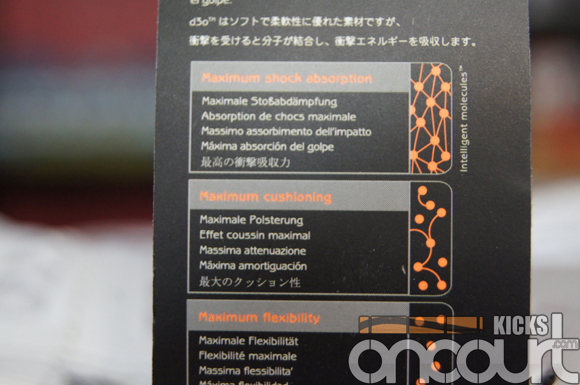 el golpe.
d3o™ はソフトで柔軟性に優れた素材ですが、
衝撃を受けると分子が結合し、衝撃エネルギーを吸収します。
Maximum shock absorption
Maximale Stoßabdämpfung
Absorption de chocs maximale
Massimo assorbimento dell'impatto
Máxima absorción del golpe
最高の衝撃吸収力
Intelligent molecules™
Maximum cushioning
Maximale Polsterung
Effet coussin maximal
Massima attenuazione
Máxima amortiguación
最大のクッション性
Maximum flexibility
Maximale Flexibilität
Flexibilité maximale
Massima flessibilita'
Máxima flexibilidad
KICKS
oncourt.com